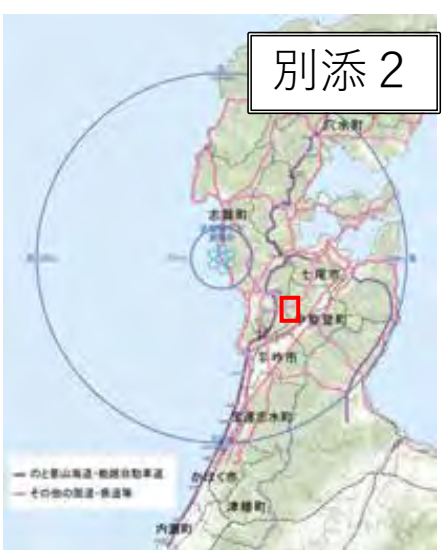 別添２
穴水町
志賀町
七尾市
中能登町
羽咋市
宝達志水町
のと里山海道・能越自動車道
その他の国道・県道等
かほく市
津幡町
内灘町